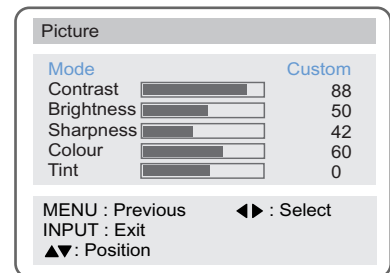 Picture
Mode Custom
Contrast 88
Brightness 50
Sharpness 42
Colour 60
Tint 0
MENU : Previous ◀▶ : Select
INPUT : Exit
▲▼ : Position